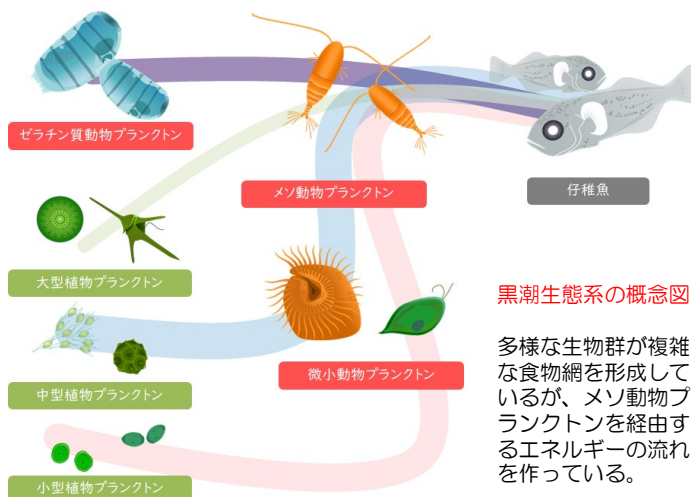 ゼラチン質動物プランクトン
メソ動物プランクトン
仔稚魚
大型植物プランクトン
中型植物プランクトン
微小動物プランクトン
小型植物プランクトン
黒潮生態系の概念図
多様な生物群が複雑
な食物網を形成して
いるが、メソ動物プ
ランクトンを経由す
るエネルギーの流れ
を作っている。